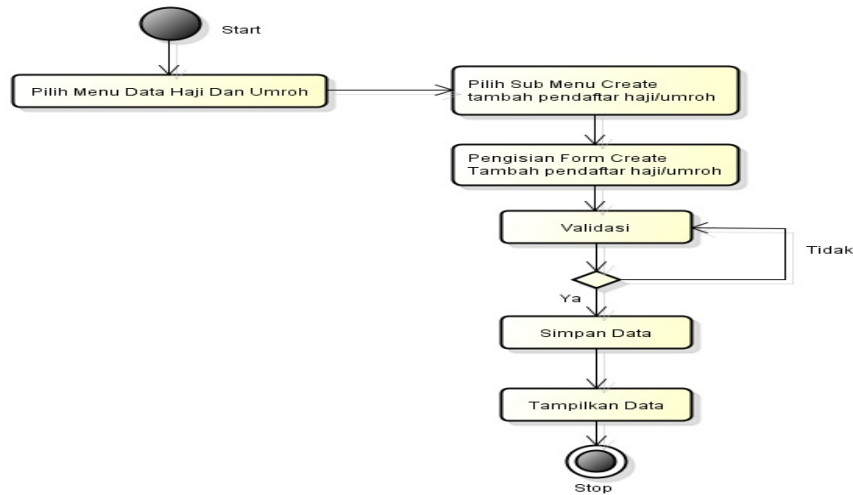 Start
Pilih Menu Data Haji Dan Umroh
Pilih Sub Menu Create
tambah pendaftar haji/umroh
Pengisian Form Create
Tambah pendaftar haji/umroh
Validasi
Tidak
Ya
Simpan Data
Tampilkan Data
Stop